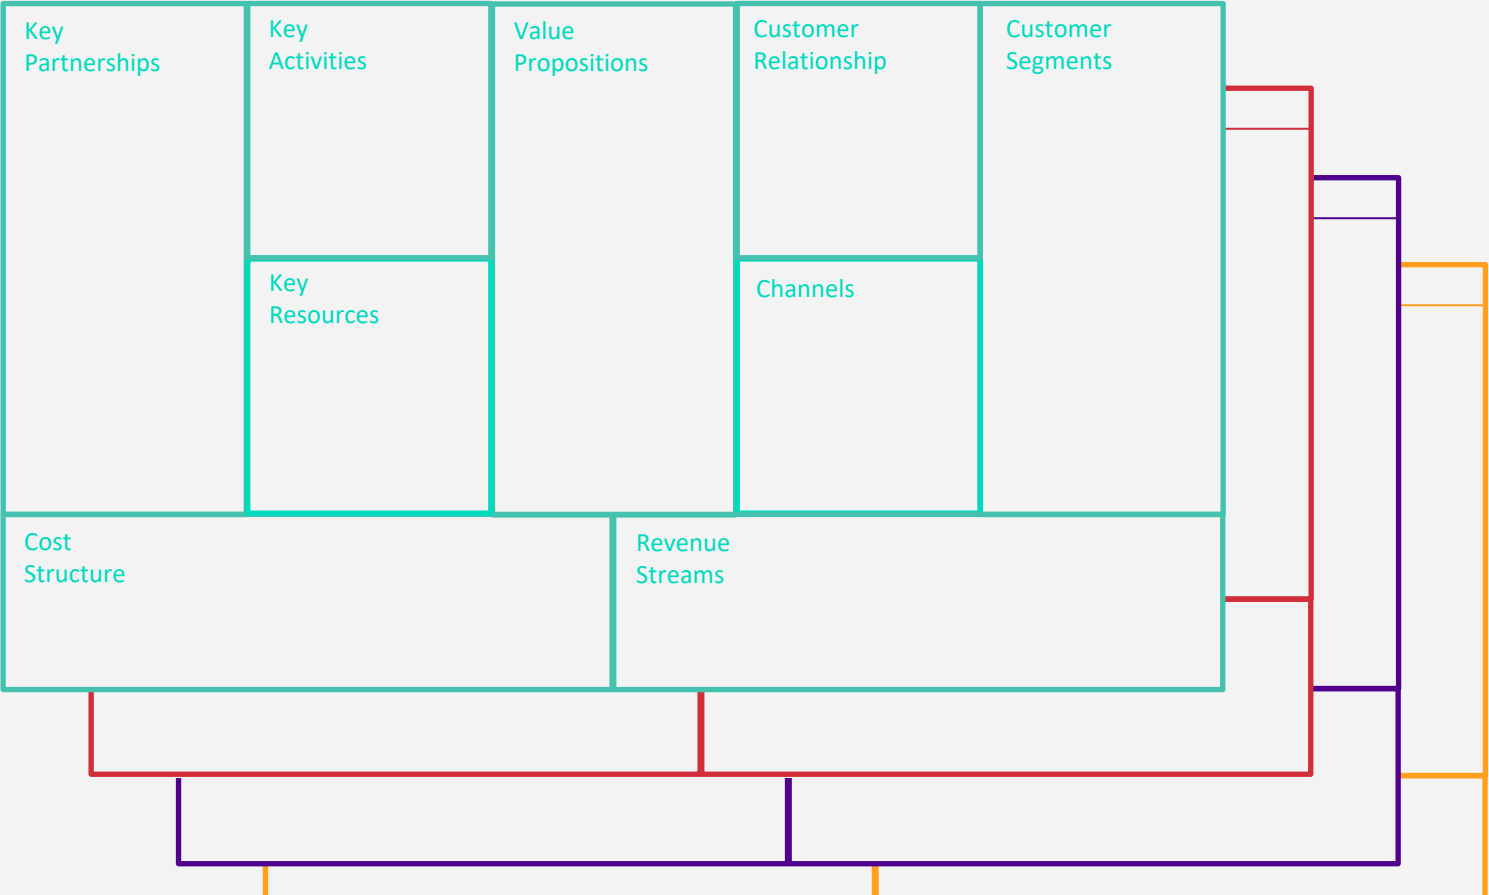 Key
Partnerships
Key
Activities
Value
Propositions
Customer
Relationship
Customer
Segments
Key
Resources
Channels
Cost
Structure
Revenue
Streams